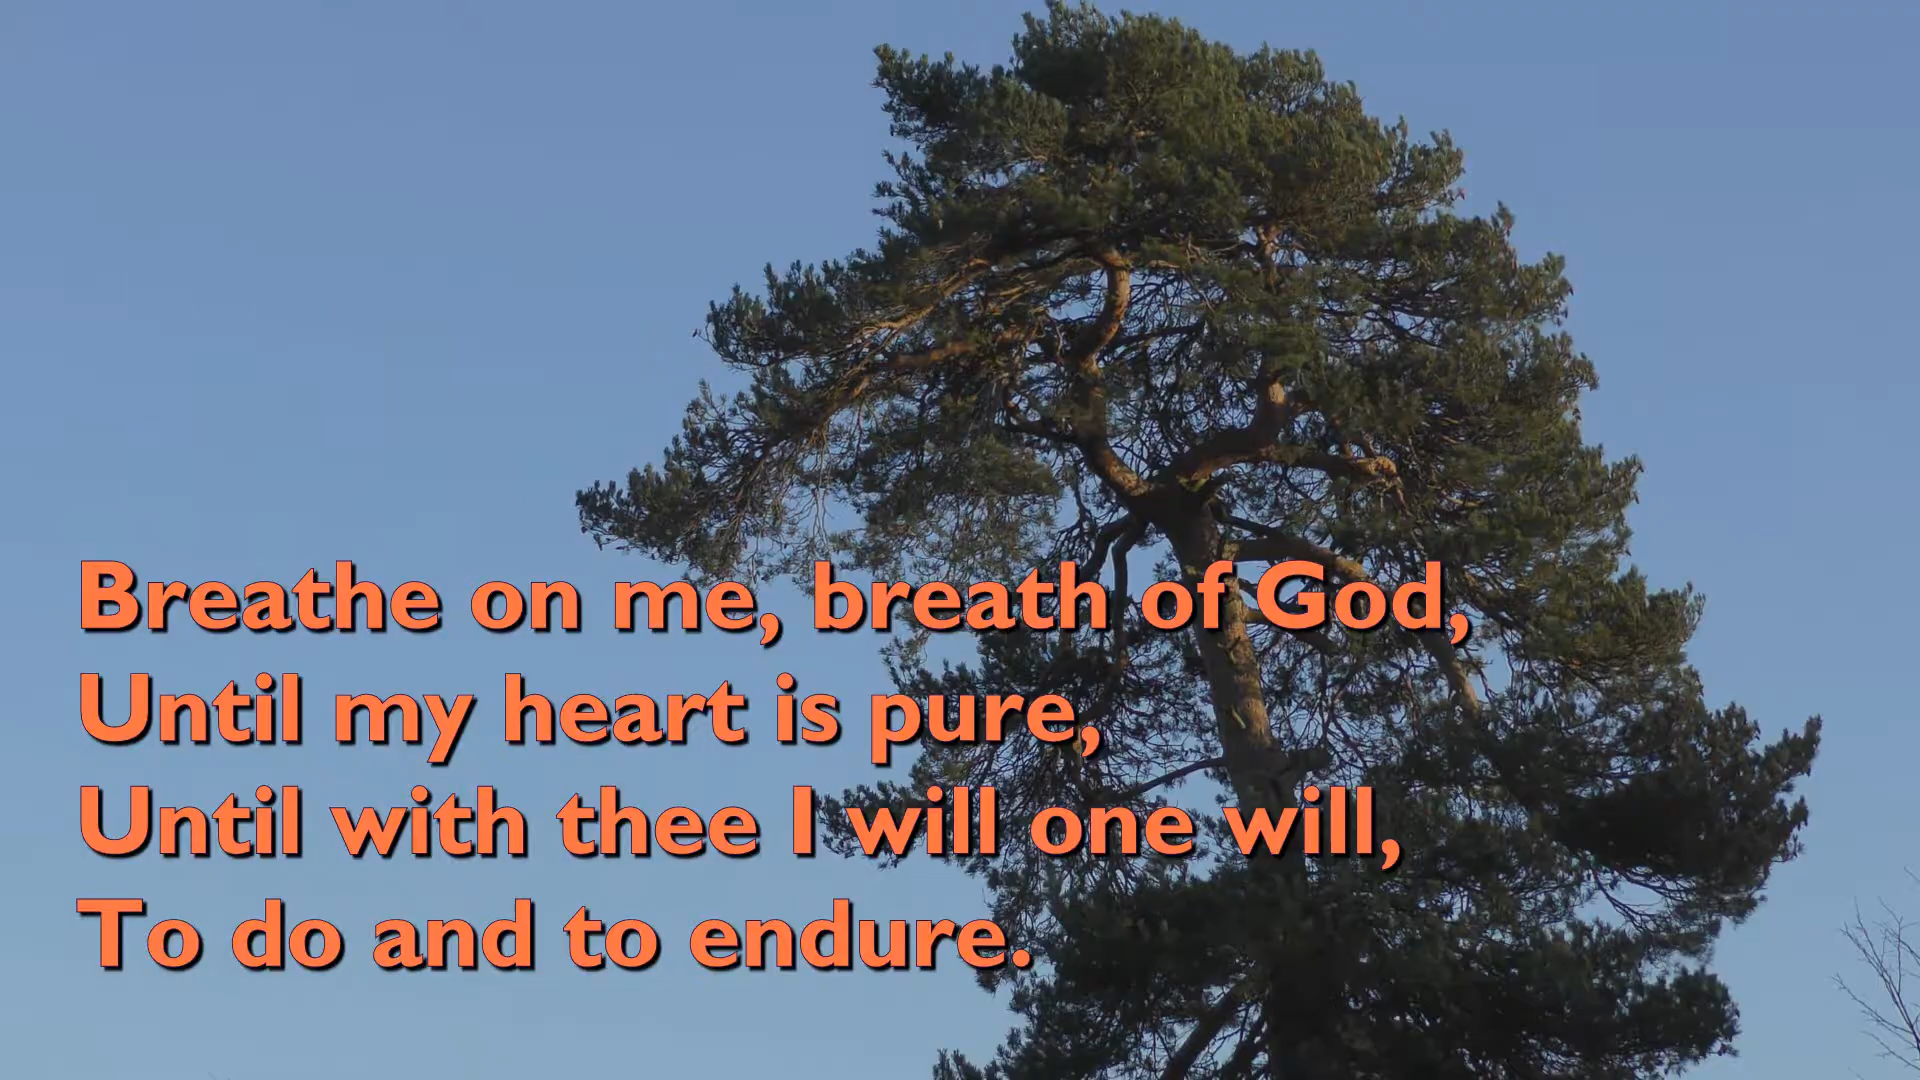 Breathe on me, breath of God,
Until my heart is pure,
Until with thee I will one will,
To do and to endure.